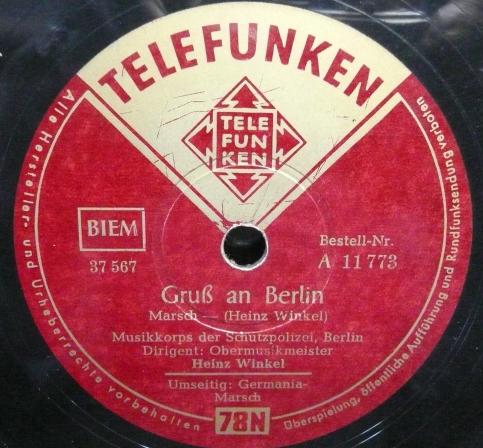 TELEFUNKEN
TELE
FUN
KEN
BIEM
37 567
Bestell-Nr.
A 11 773
Gruß an Berlin
Marsch — (Heinz Winkel)
Musikkorps der Schutzpolizei, Berlin
Dirigent: Obermusikmeister
Heinz Winkel
Umseitig: Germania-
Marsch
78N
Alle Hersteller- und Urheberrechte vorbehalten
Überspielung, öffentliche Aufführung und Rundfunksendung verboten